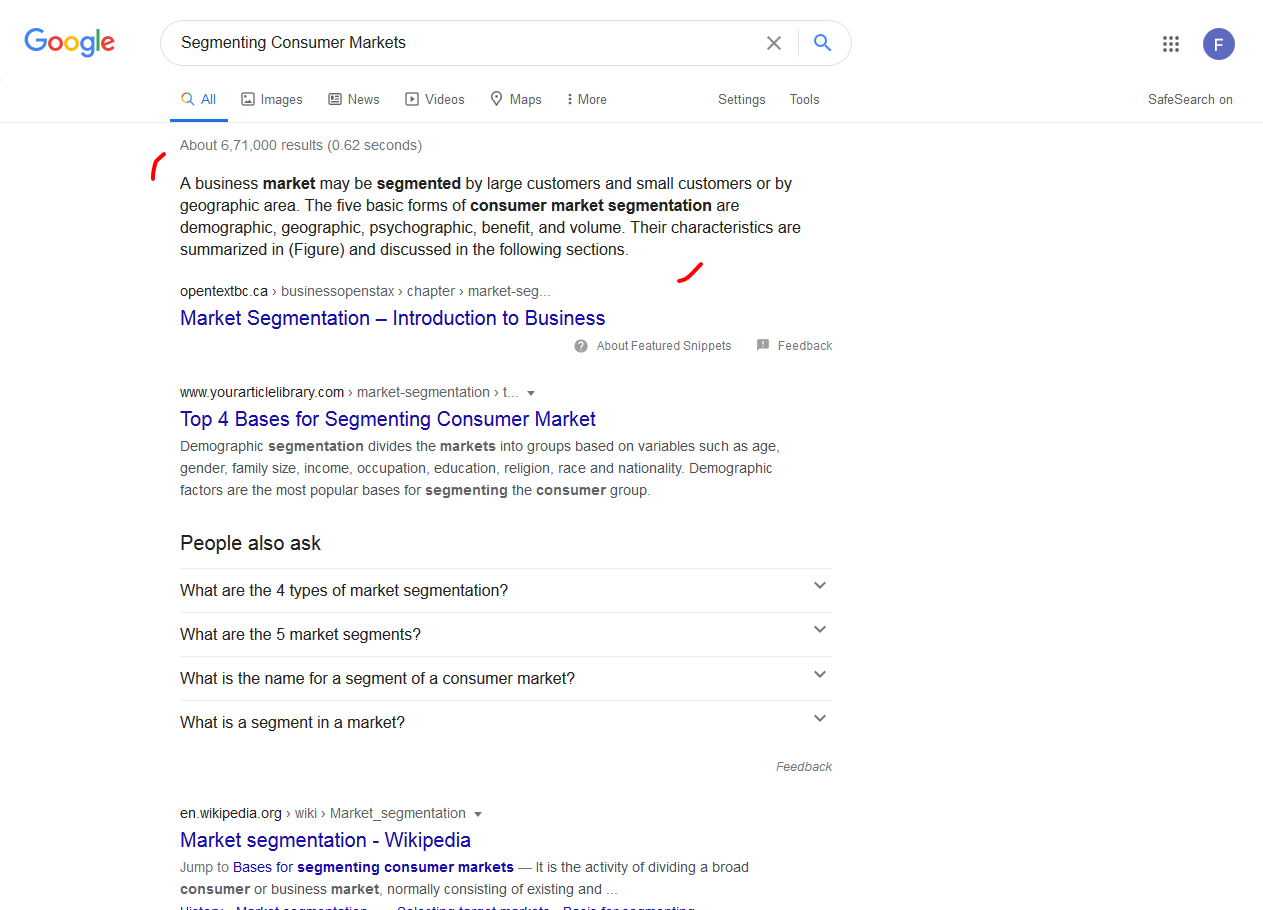 Google
Segmenting Consumer Markets
F
All Images News Videos Maps More Settings Tools SafeSearch on
About 6,71,000 results (0.62 seconds)
A business market may be segmented by large customers and small customers or by
geographic area. The five basic forms of consumer market segmentation are
demographic, geographic, psychographic, benefit, and volume. Their characteristics are
summarized in (Figure) and discussed in the following sections.
opentextbc.ca › businessopenstax › chapter › market-seg...
Market Segmentation – Introduction to Business
About Featured Snippets Feedback
www.yourarticlelibrary.com › market-segmentation › t...
Top 4 Bases for Segmenting Consumer Market
Demographic segmentation divides the markets into groups based on variables such as age,
gender, family size, income, occupation, education, religion, race and nationality. Demographic
factors are the most popular bases for segmenting the consumer group.
People also ask
What are the 4 types of market segmentation?
What are the 5 market segments?
What is the name for a segment of a consumer market?
What is a segment in a market?
Feedback
en.wikipedia.org › wiki › Market_segmentation
Market segmentation - Wikipedia
Jump to Bases for segmenting consumer markets — It is the activity of dividing a broad
consumer or business market, normally consisting of existing and ...
History · Market segmentation ... · Selecting target markets · Basis for segmenting